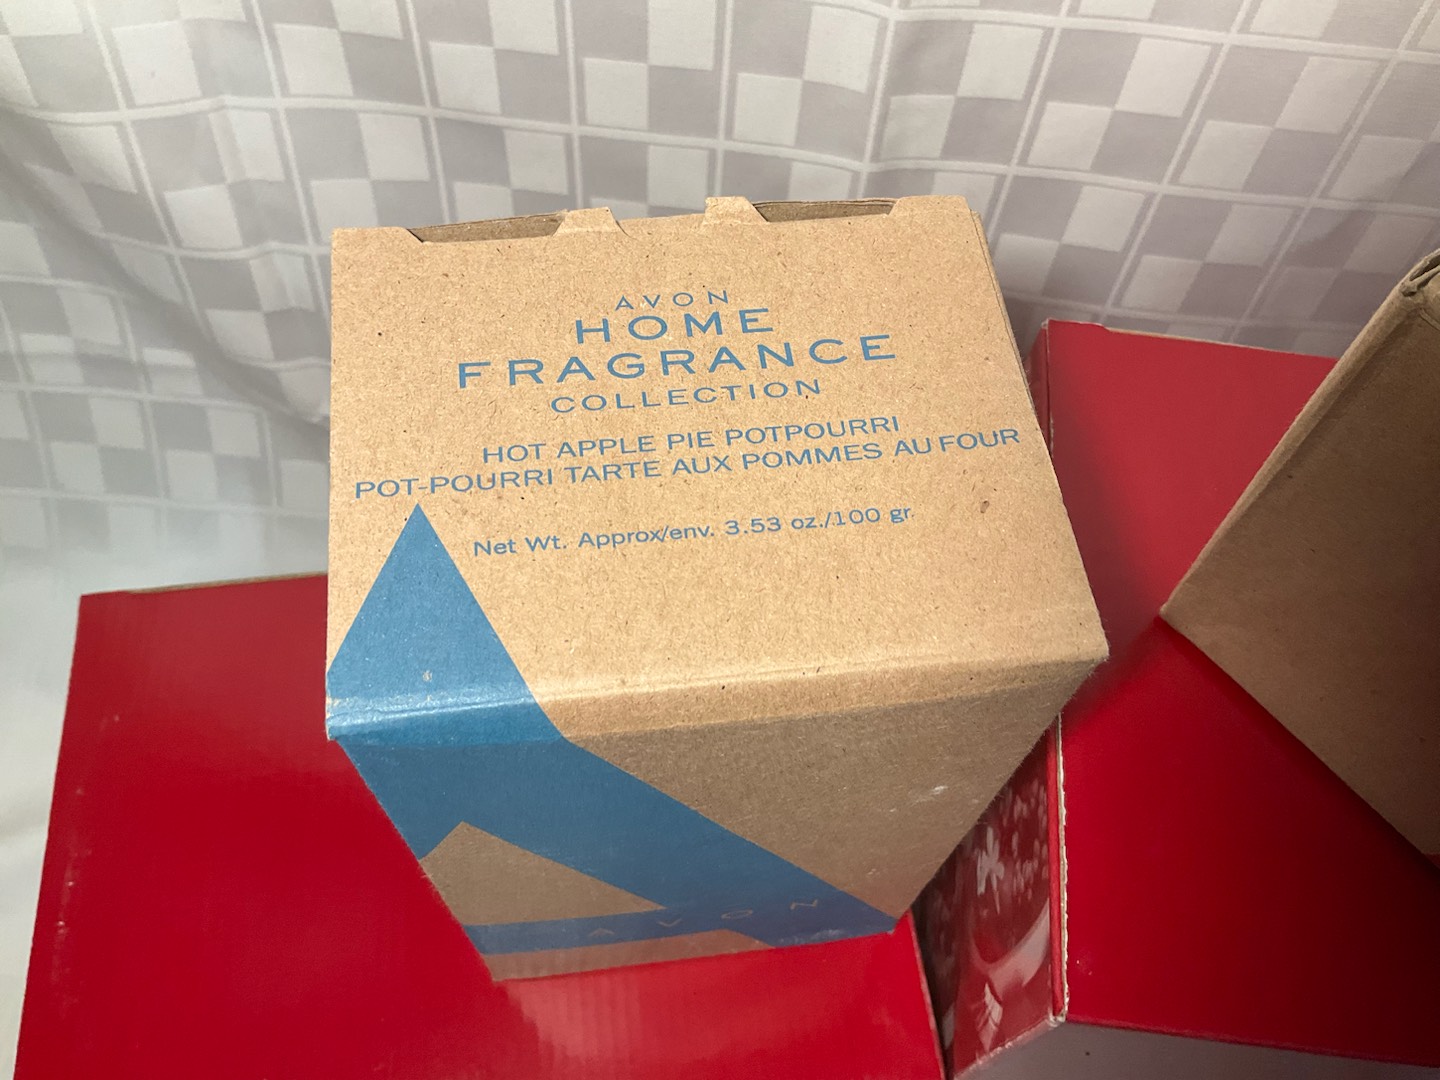 AVON
HOME
FRAGRANCE
COLLECTION
HOT APPLE PIE POTPOURRI
POT-POURRI TARTE AUX POMMES AU FOUR
Net Wt. Approx/env. 3.53 oz./100 gr.
AVON